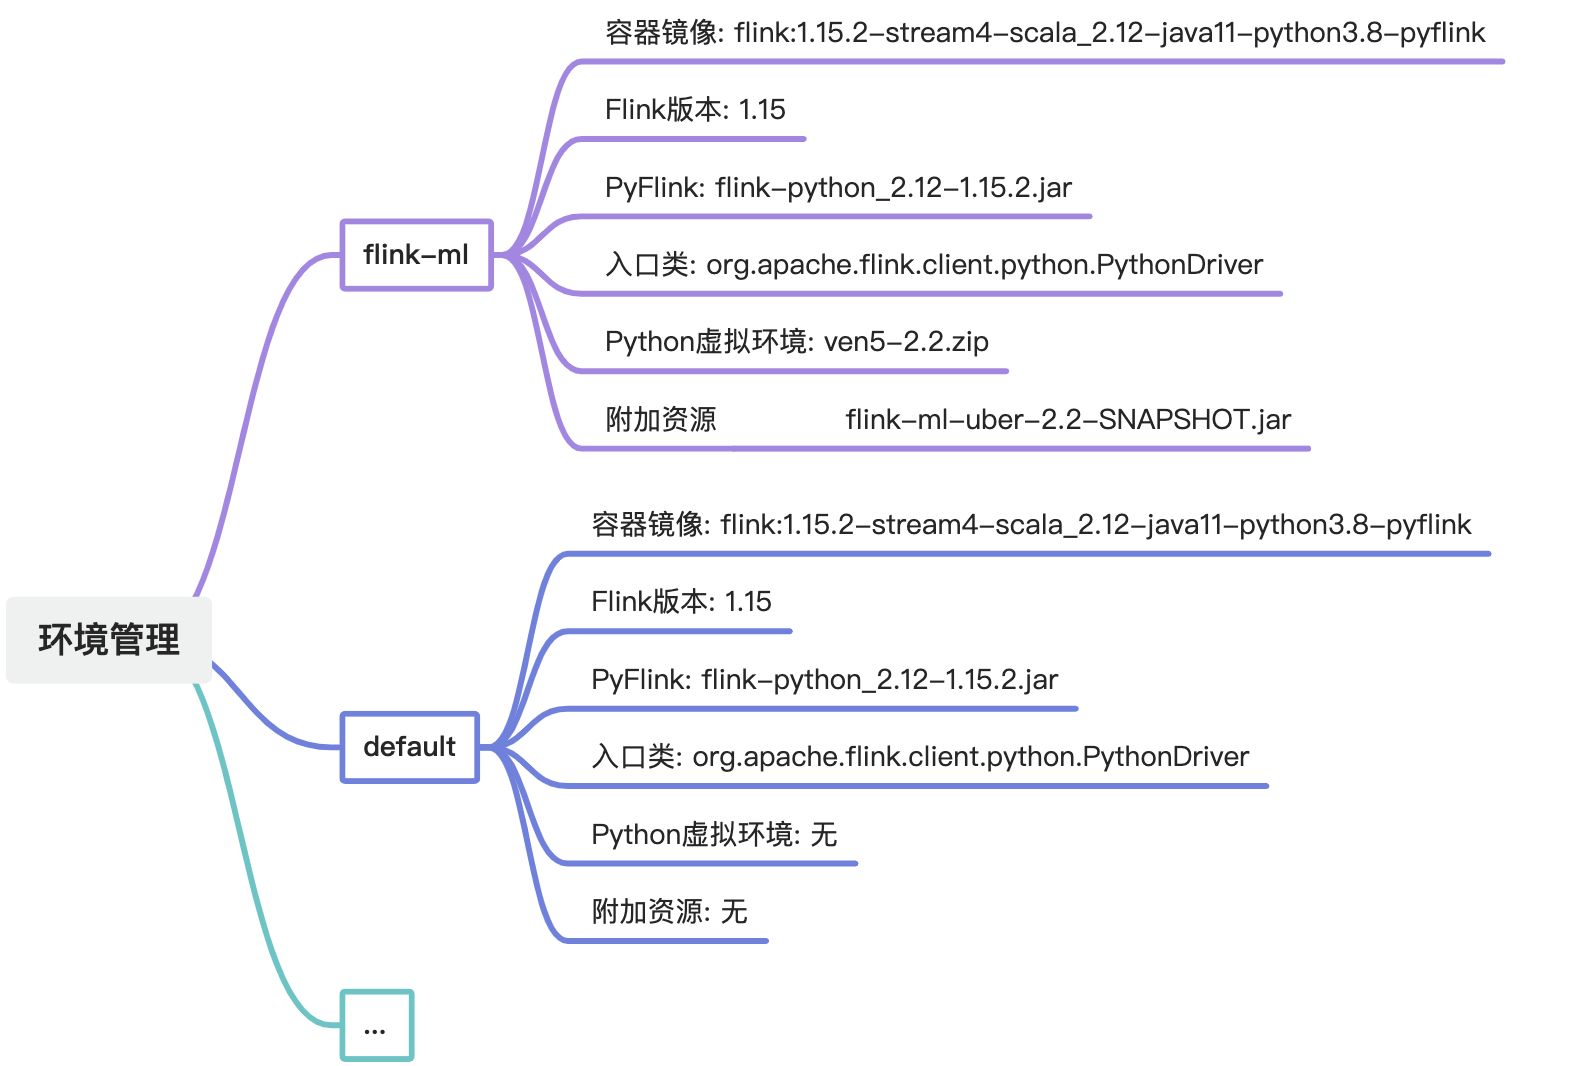 环境管理
flink-ml
容器镜像: flink:1.15.2-stream4-scala_2.12-java11-python3.8-pyflink
Flink版本: 1.15
PyFlink: flink-python_2.12-1.15.2.jar
入口类: org.apache.flink.client.python.PythonDriver
Python虚拟环境: ven5-2.2.zip
附加资源 flink-ml-uber-2.2-SNAPSHOT.jar
default
容器镜像: flink:1.15.2-stream4-scala_2.12-java11-python3.8-pyflink
Flink版本: 1.15
PyFlink: flink-python_2.12-1.15.2.jar
入口类: org.apache.flink.client.python.PythonDriver
Python虚拟环境: 无
附加资源: 无
...